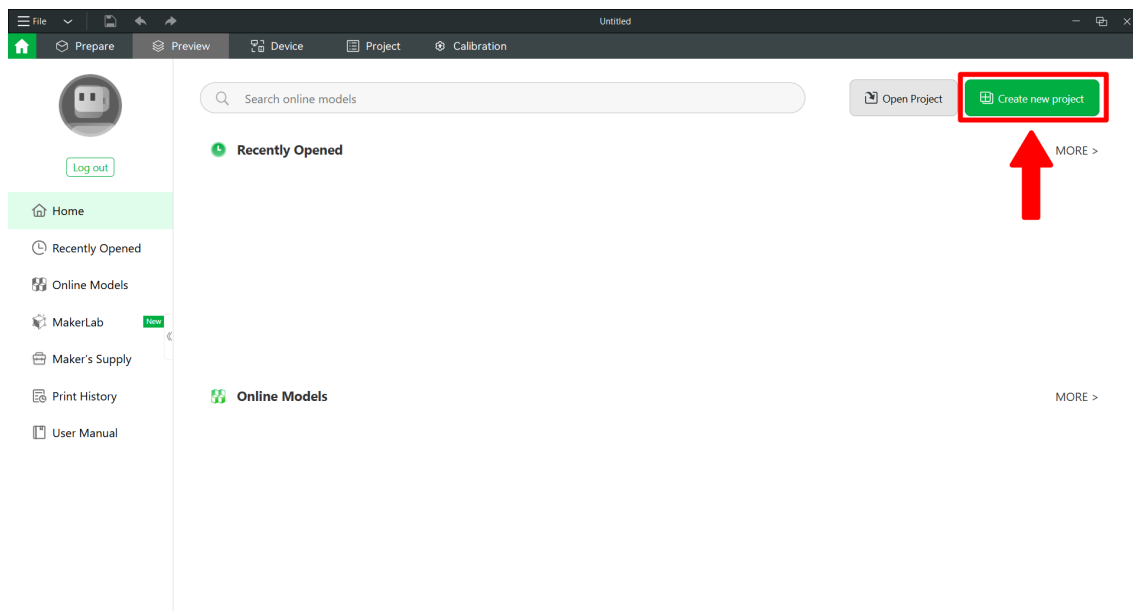 File
Untitled
Prepare
Preview
Device
Project
Calibration
Search online models
Open Project
Create new project
Log out
Recently Opened
MORE >
Home
Recently Opened
Online Models
MakerLab
New
Maker's Supply
Print History
User Manual
Online Models
MORE >